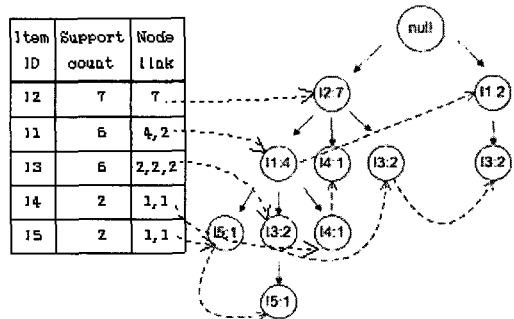 Item ID Support count Node link
I2 7 7
I1 6 4,2
I3 6 2,2,2
I4 2 1,1
I5 2 1,1
null
I2:7
I1:2
I1:4
I4:1
I3:2
I3:2
I5:1
I3:2
I4:1
I5:1